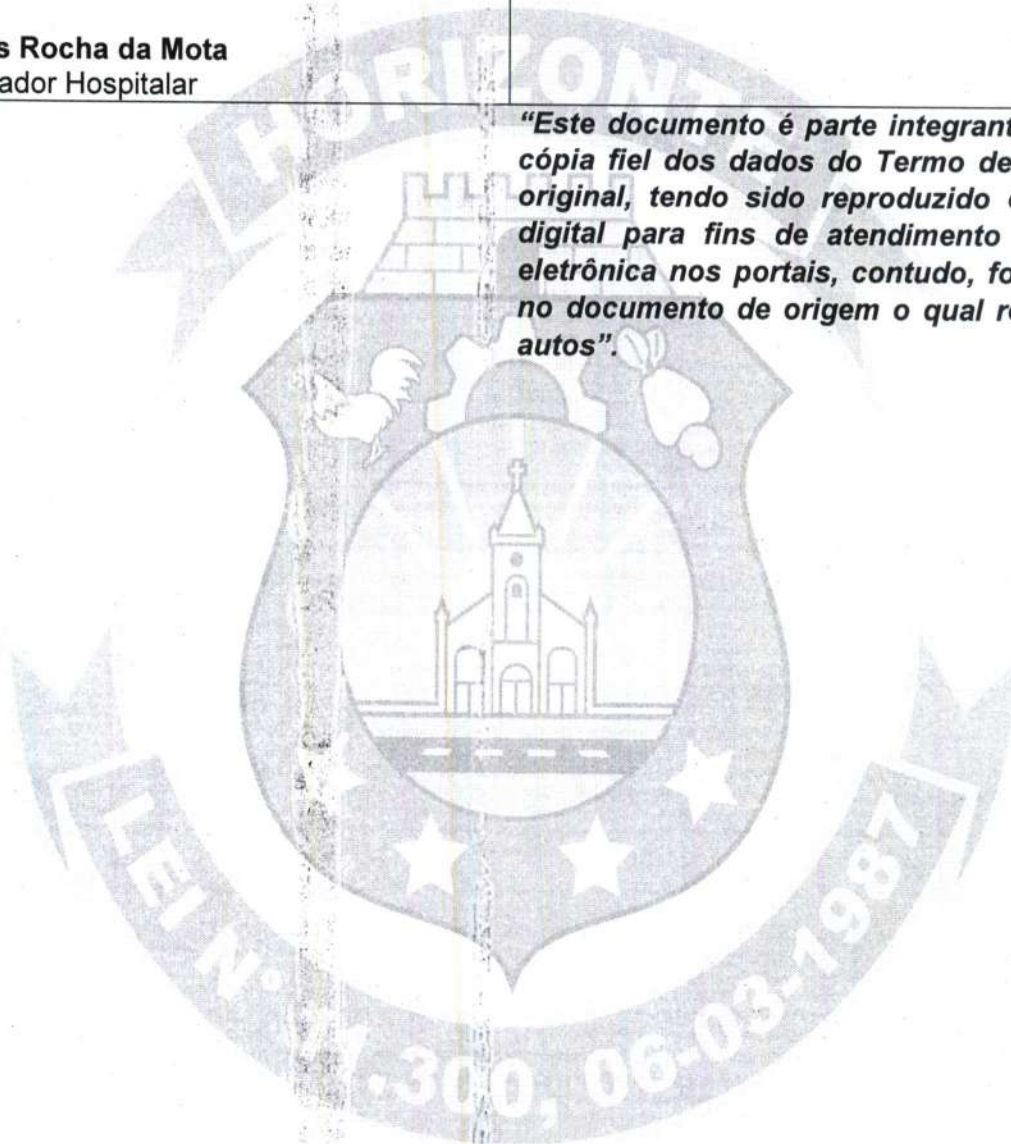 s Rocha da Mota
ador Hospitalar
"Este documento é parte integrant
cópia fiel dos dados do Termo de
original, tendo sido reproduzido
digital para fins de atendimento
eletrônica nos portais, contudo, fo
no documento de origem o qual r
autos".
HORIZONTE
LEI Nº .300, 06-03-1987